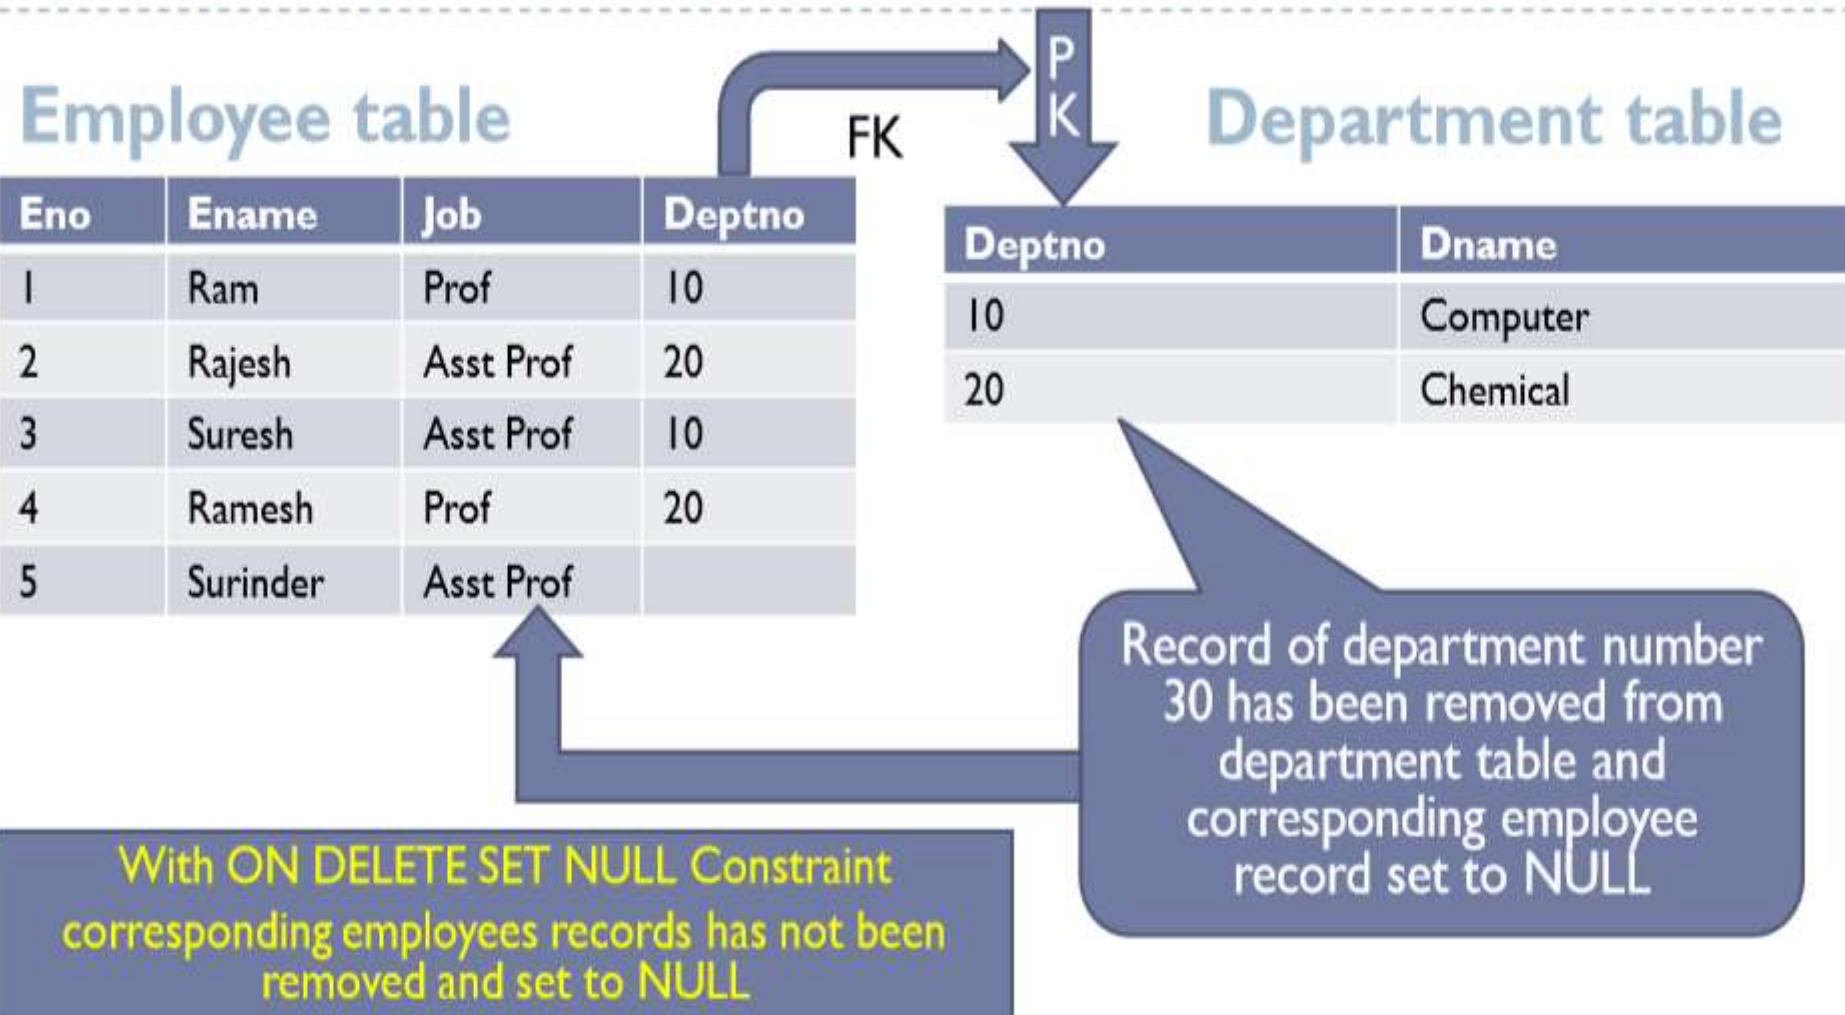 Employee table
FK
P
K
Department table
Eno Ename Job Deptno
1 Ram Prof 10
2 Rajesh Asst Prof 20
3 Suresh Asst Prof 10
4 Ramesh Prof 20
5 Surinder Asst Prof
Deptno Dname
10 Computer
20 Chemical
Record of department number
30 has been removed from
department table and
corresponding employee
record set to NULL
With ON DELETE SET NULL Constraint
corresponding employees records has not been
removed and set to NULL